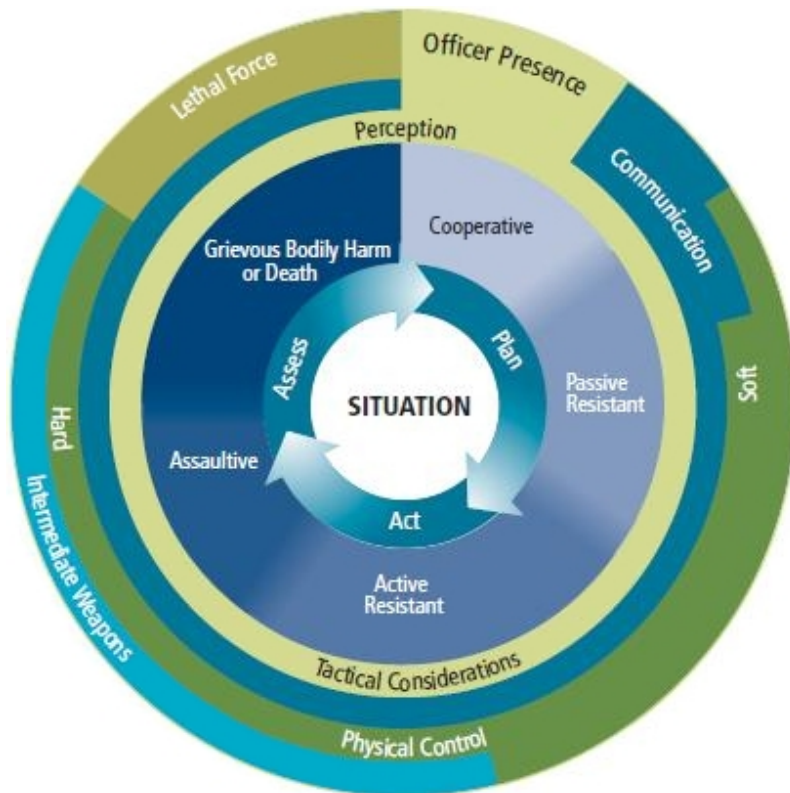 Lethal Force
Officer Presence
Communication
Perception
Cooperative
Grievous Bodily Harm
or Death
Assess
Plan
SITUATION
Passive
Resistant
Soft
Hard
Assaultive
Act
Active
Resistant
Intermediate Weapons
Tactical Considerations
Physical Control